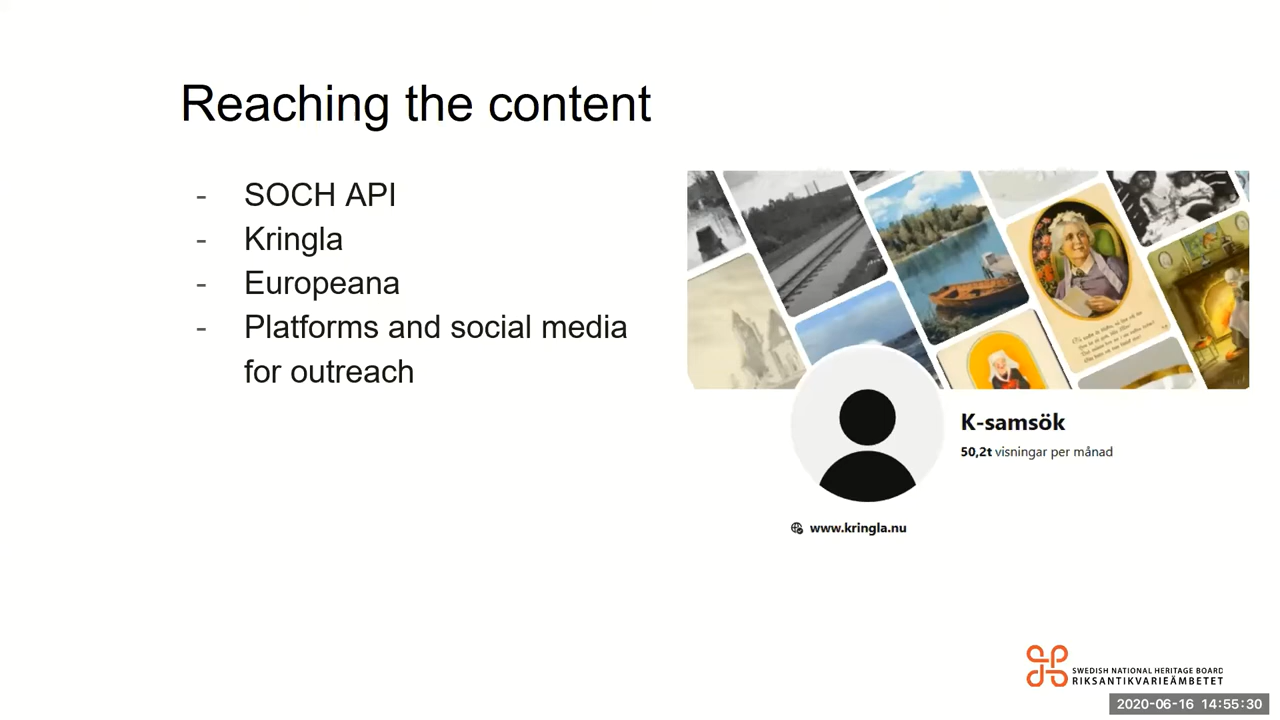 Reaching the content
- SOCH API
- Kringla
- Europeana
- Platforms and social media
for outreach
K-samsök
50,2t visningar per månad
www.kringla.nu
SWEDISH NATIONAL HERITAGE BOARD
RIKSANTIKVARIEÄMBETET
2020-06-16 14:55:30